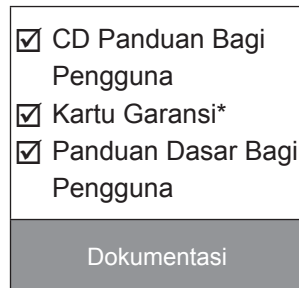 ☑ CD Panduan Bagi
Pengguna
☑ Kartu Garansi*
☑ Panduan Dasar Bagi
Pengguna
Dokumentasi